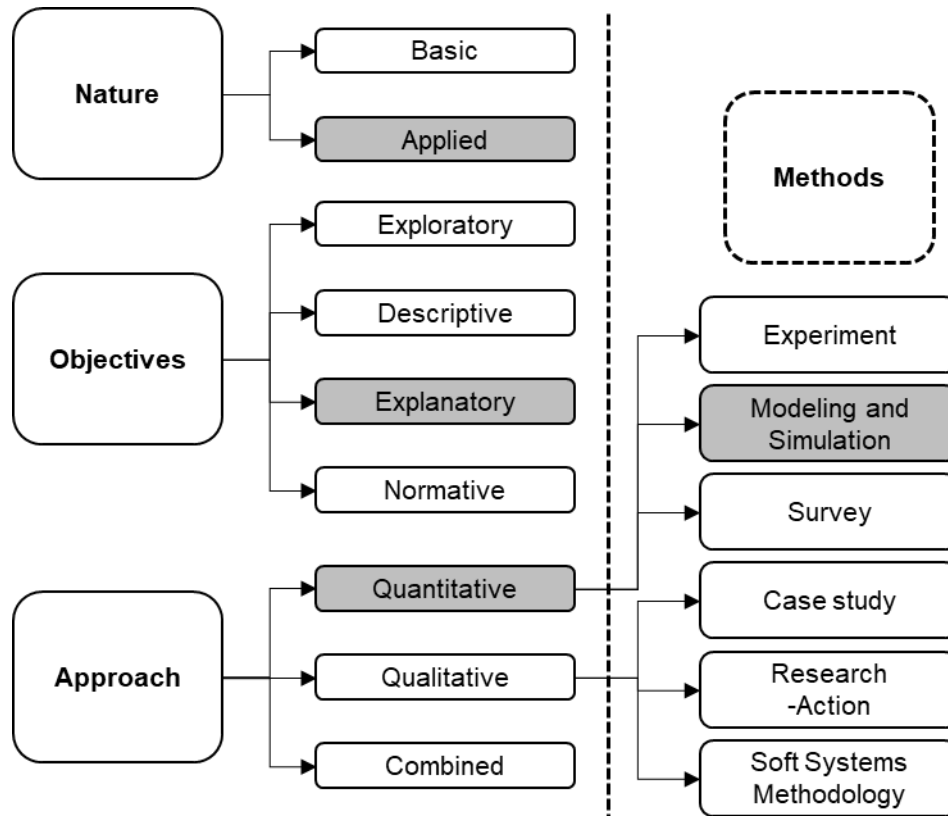 Nature
Basic
Applied
Objectives
Exploratory
Descriptive
Explanatory
Normative
Approach
Quantitative
Qualitative
Combined
Methods
Experiment
Modeling and
Simulation
Survey
Case study
Research
-Action
Soft Systems
Methodology